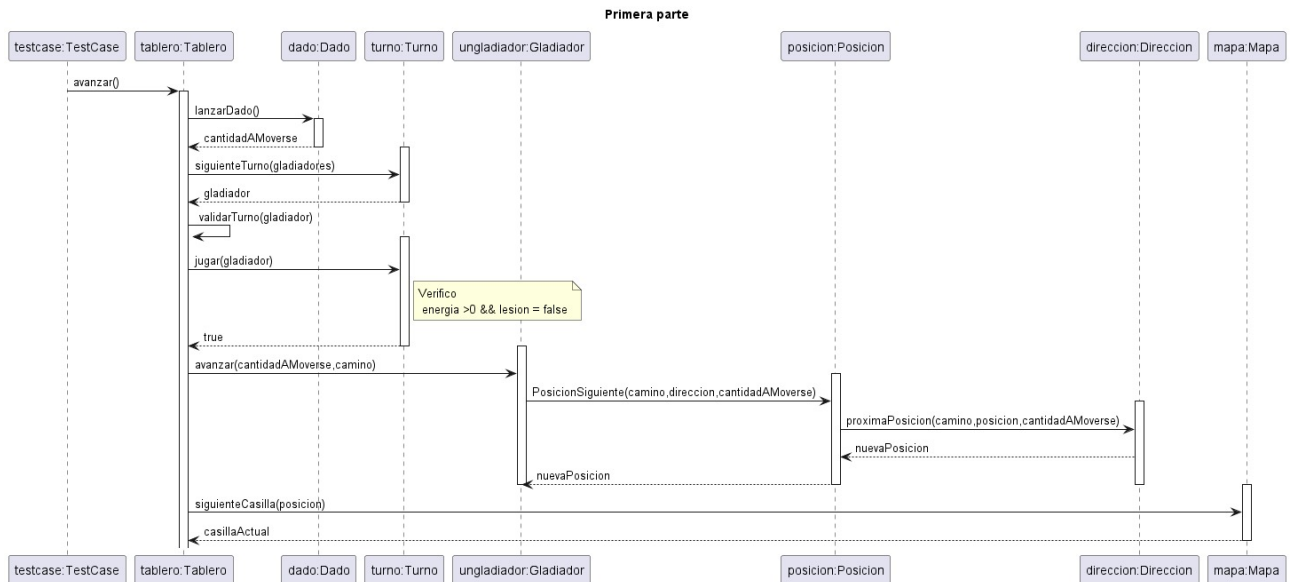 Primera parte
testcase:TestCase
tablero:Tablero
dado:Dado
turno:Turno
ungladiador:Gladiador
posicion:Posicion
direccion:Direccion
mapa:Mapa
avanzar()
lanzarDado()
cantidadAMoverse
siguienteTurno(gladiadores)
gladiador
validarTurno(gladiador)
jugar(gladiador)
Verifico
energia >0 && lesion = false
true
avanzar(cantidadAMoverse,camino)
PosicionSiguiente(camino,direccion,cantidadAMoverse)
proximaPosicion(camino,posicion,cantidadAMoverse)
nuevaPosicion
nuevaPosicion
siguienteCasilla(posicion)
casillaActual
testcase:TestCase
tablero:Tablero
dado:Dado
turno:Turno
ungladiador:Gladiador
posicion:Posicion
direccion:Direccion
mapa:Mapa